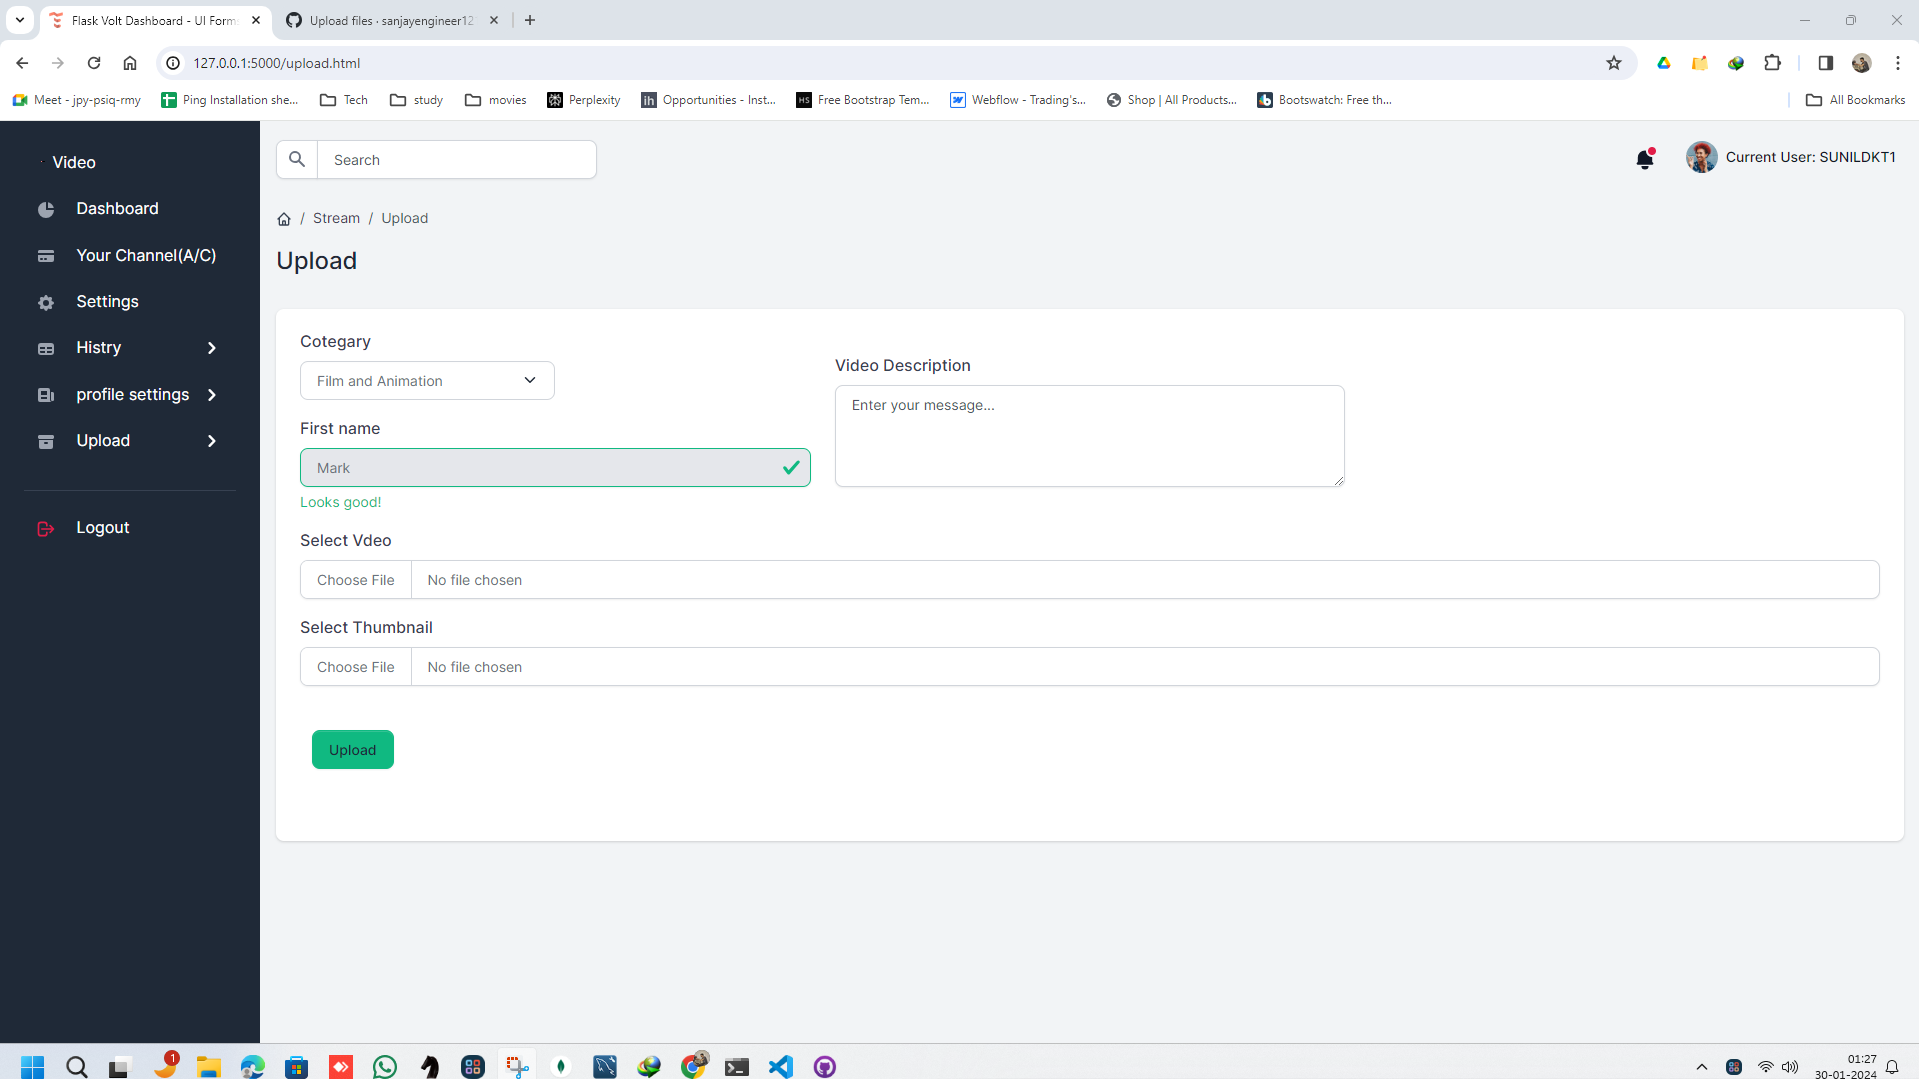 Flask Volt Dashboard - UI Form
Upload files · sanjayengineer12
127.0.0.1:5000/upload.html
Meet - jpy-psiq-rmy
Ping Installation she...
Tech
study
movies
Perplexity
Opportunities - Inst...
Free Bootstrap Tem...
Webflow - Trading's...
Shop | All Products...
Bootswatch: Free th...
All Bookmarks
Video
Search
Current User: SUNILDKT1
Dashboard
Your Channel(A/C)
Settings
Histry
profile settings
Upload
Logout
/ Stream / Upload
Upload
Cotegary
Film and Animation
First name
Mark
Looks good!
Video Description
Enter your message...
Select Vdeo
Choose File
No file chosen
Select Thumbnail
Choose File
No file chosen
Upload
1
01:27
30-01-2024